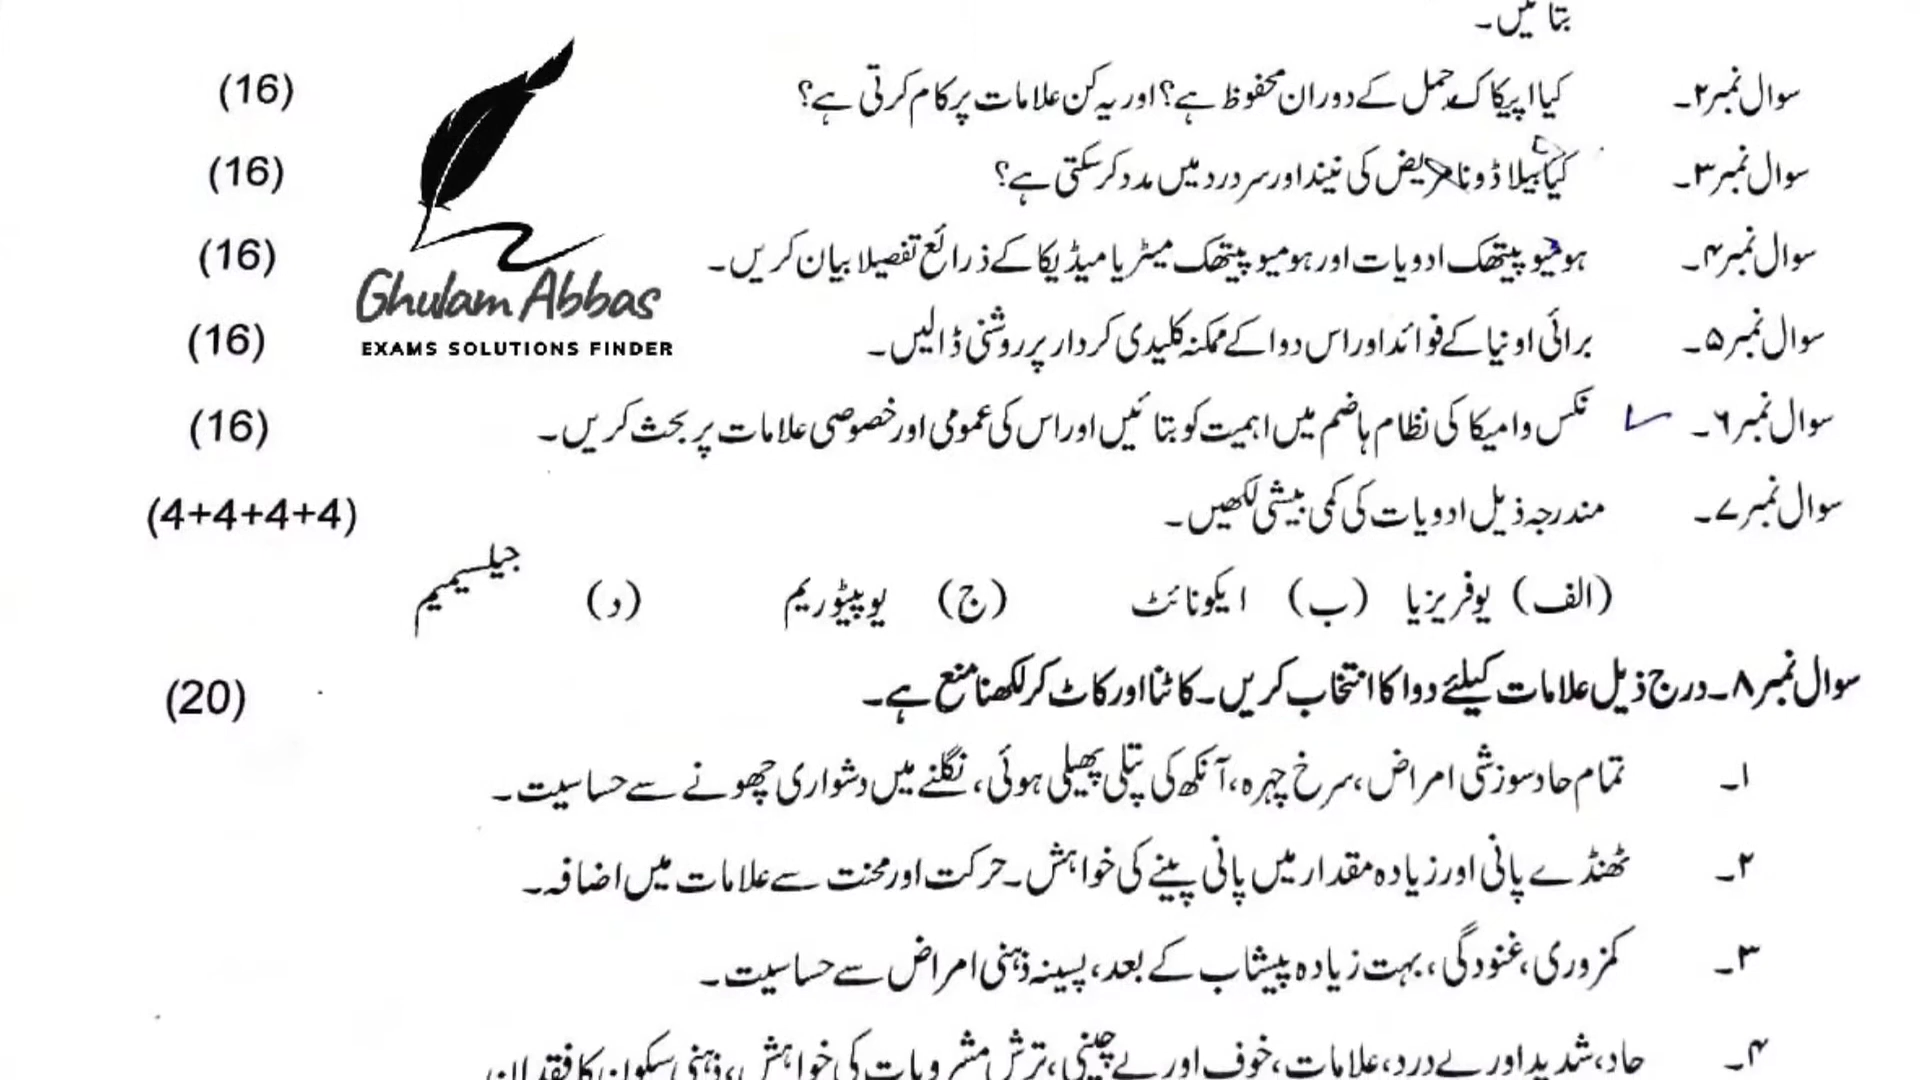 بتائیں۔
سوال نمبر۲۔ کیا اپیکاک حمل کے دوران محفوظ ہے؟ اور یہ کن علامات پر کام کرتی ہے؟ (16)
سوال نمبر۳۔ کیا بیلا ڈونا مریض کی نیند اور سر درد میں مدد کر سکتی ہے؟ (16)
سوال نمبر۴۔ ہومیو پیتھک ادویات اور ہومیو پیتھک میٹریا میڈیکا کے ذرائع تفصیلا بیان کریں۔ (16)
سوال نمبر۵۔ برائی اونیا کے فوائد اور اس دوا کے ممکنہ کلیدی کردار پر روشنی ڈالیں۔ (16)
سوال نمبر۶۔ نکس وامیکا کی نظام ہاضم میں اہمیت کو بتائیں اور اس کی عمومی اور خصوصی علامات پر بحث کریں۔ (16)
سوال نمبر۷۔ مندرجہ ذیل ادویات کی کمی بیشی لکھیں۔ (4+4+4+4)
(الف) یوفریزیا (ب) ایکونائٹ (ج) یوپیٹوریم (د) جیلسیمیم
سوال نمبر۸۔ درج ذیل علامات کیلئے دوا کا انتخاب کریں۔ کاٹنا اور کاٹ کر لکھنا منع ہے۔ (20)
۱۔ تمام حاد سوزشی امراض، سرخ چہرہ، آنکھ کی پتلی پھیلی ہوئی، نگلنے میں دشواری چھونے سے حساسیت۔
۲۔ ٹھنڈے پانی اور زیادہ مقدار میں پانی پینے کی خواہش۔ حرکت اور محنت سے علامات میں اضافہ۔
۳۔ کمزوری، غنودگی، بہت زیادہ پیشاب کے بعد، پسینہ ذہنی امراض سے حساسیت۔
۴۔ حاد، شدید اور بے درد، علامات، خوف اور بے چینی، ترش مشروبات کی خواہش، ذہنی سکون کا فقدان
Ghulam Abbas
EXAMS SOLUTIONS FINDER